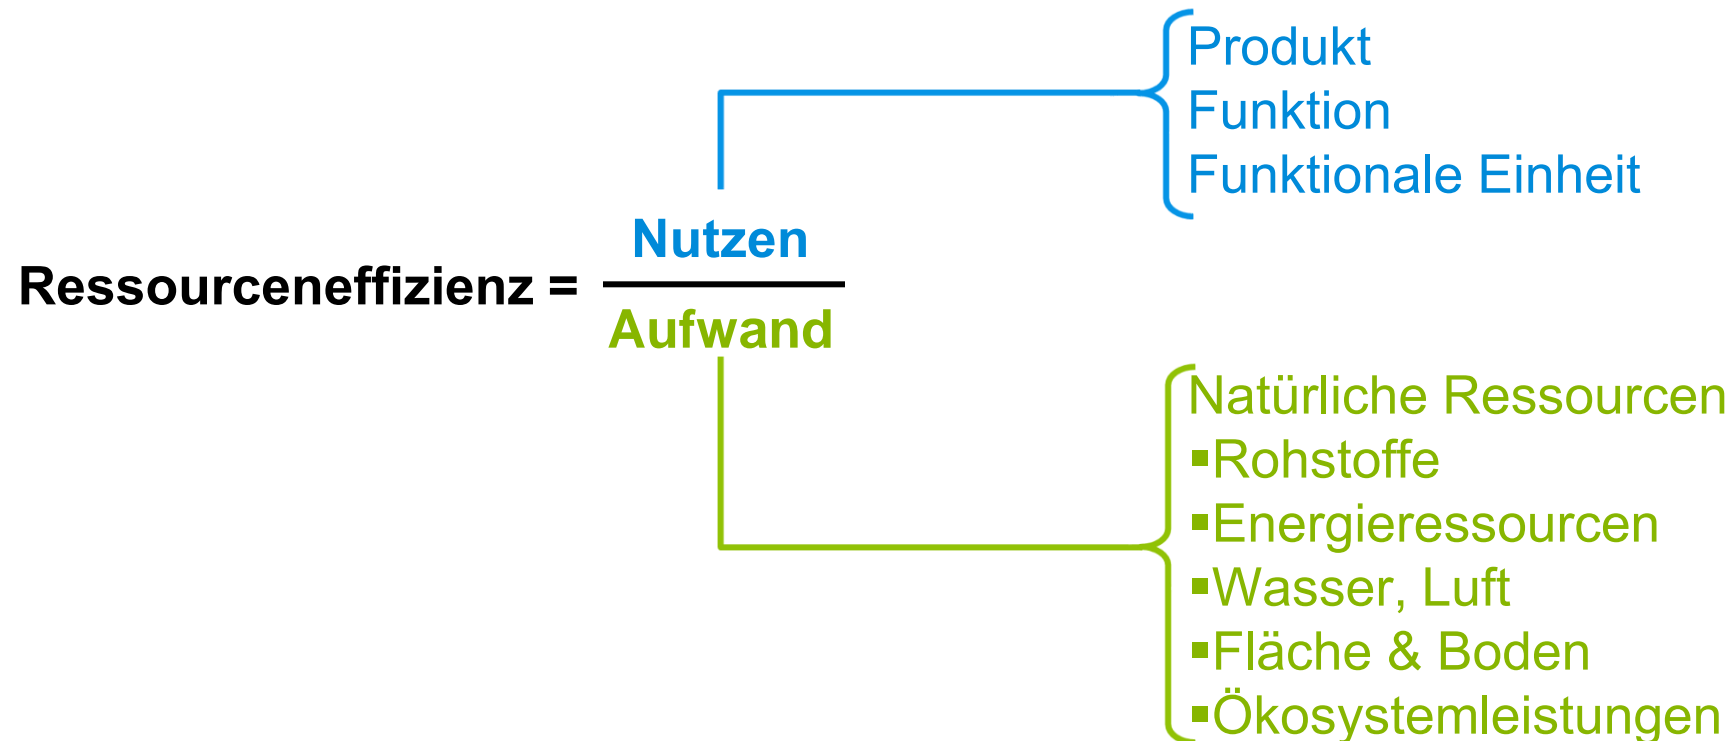 Produkt
Funktion
Funktionale Einheit
Nutzen
Ressourceneffizienz =
Aufwand
Natürliche Ressourcen
▪Rohstoffe
▪Energieressourcen
▪Wasser, Luft
▪Fläche & Boden
▪Ökosystemleistungen